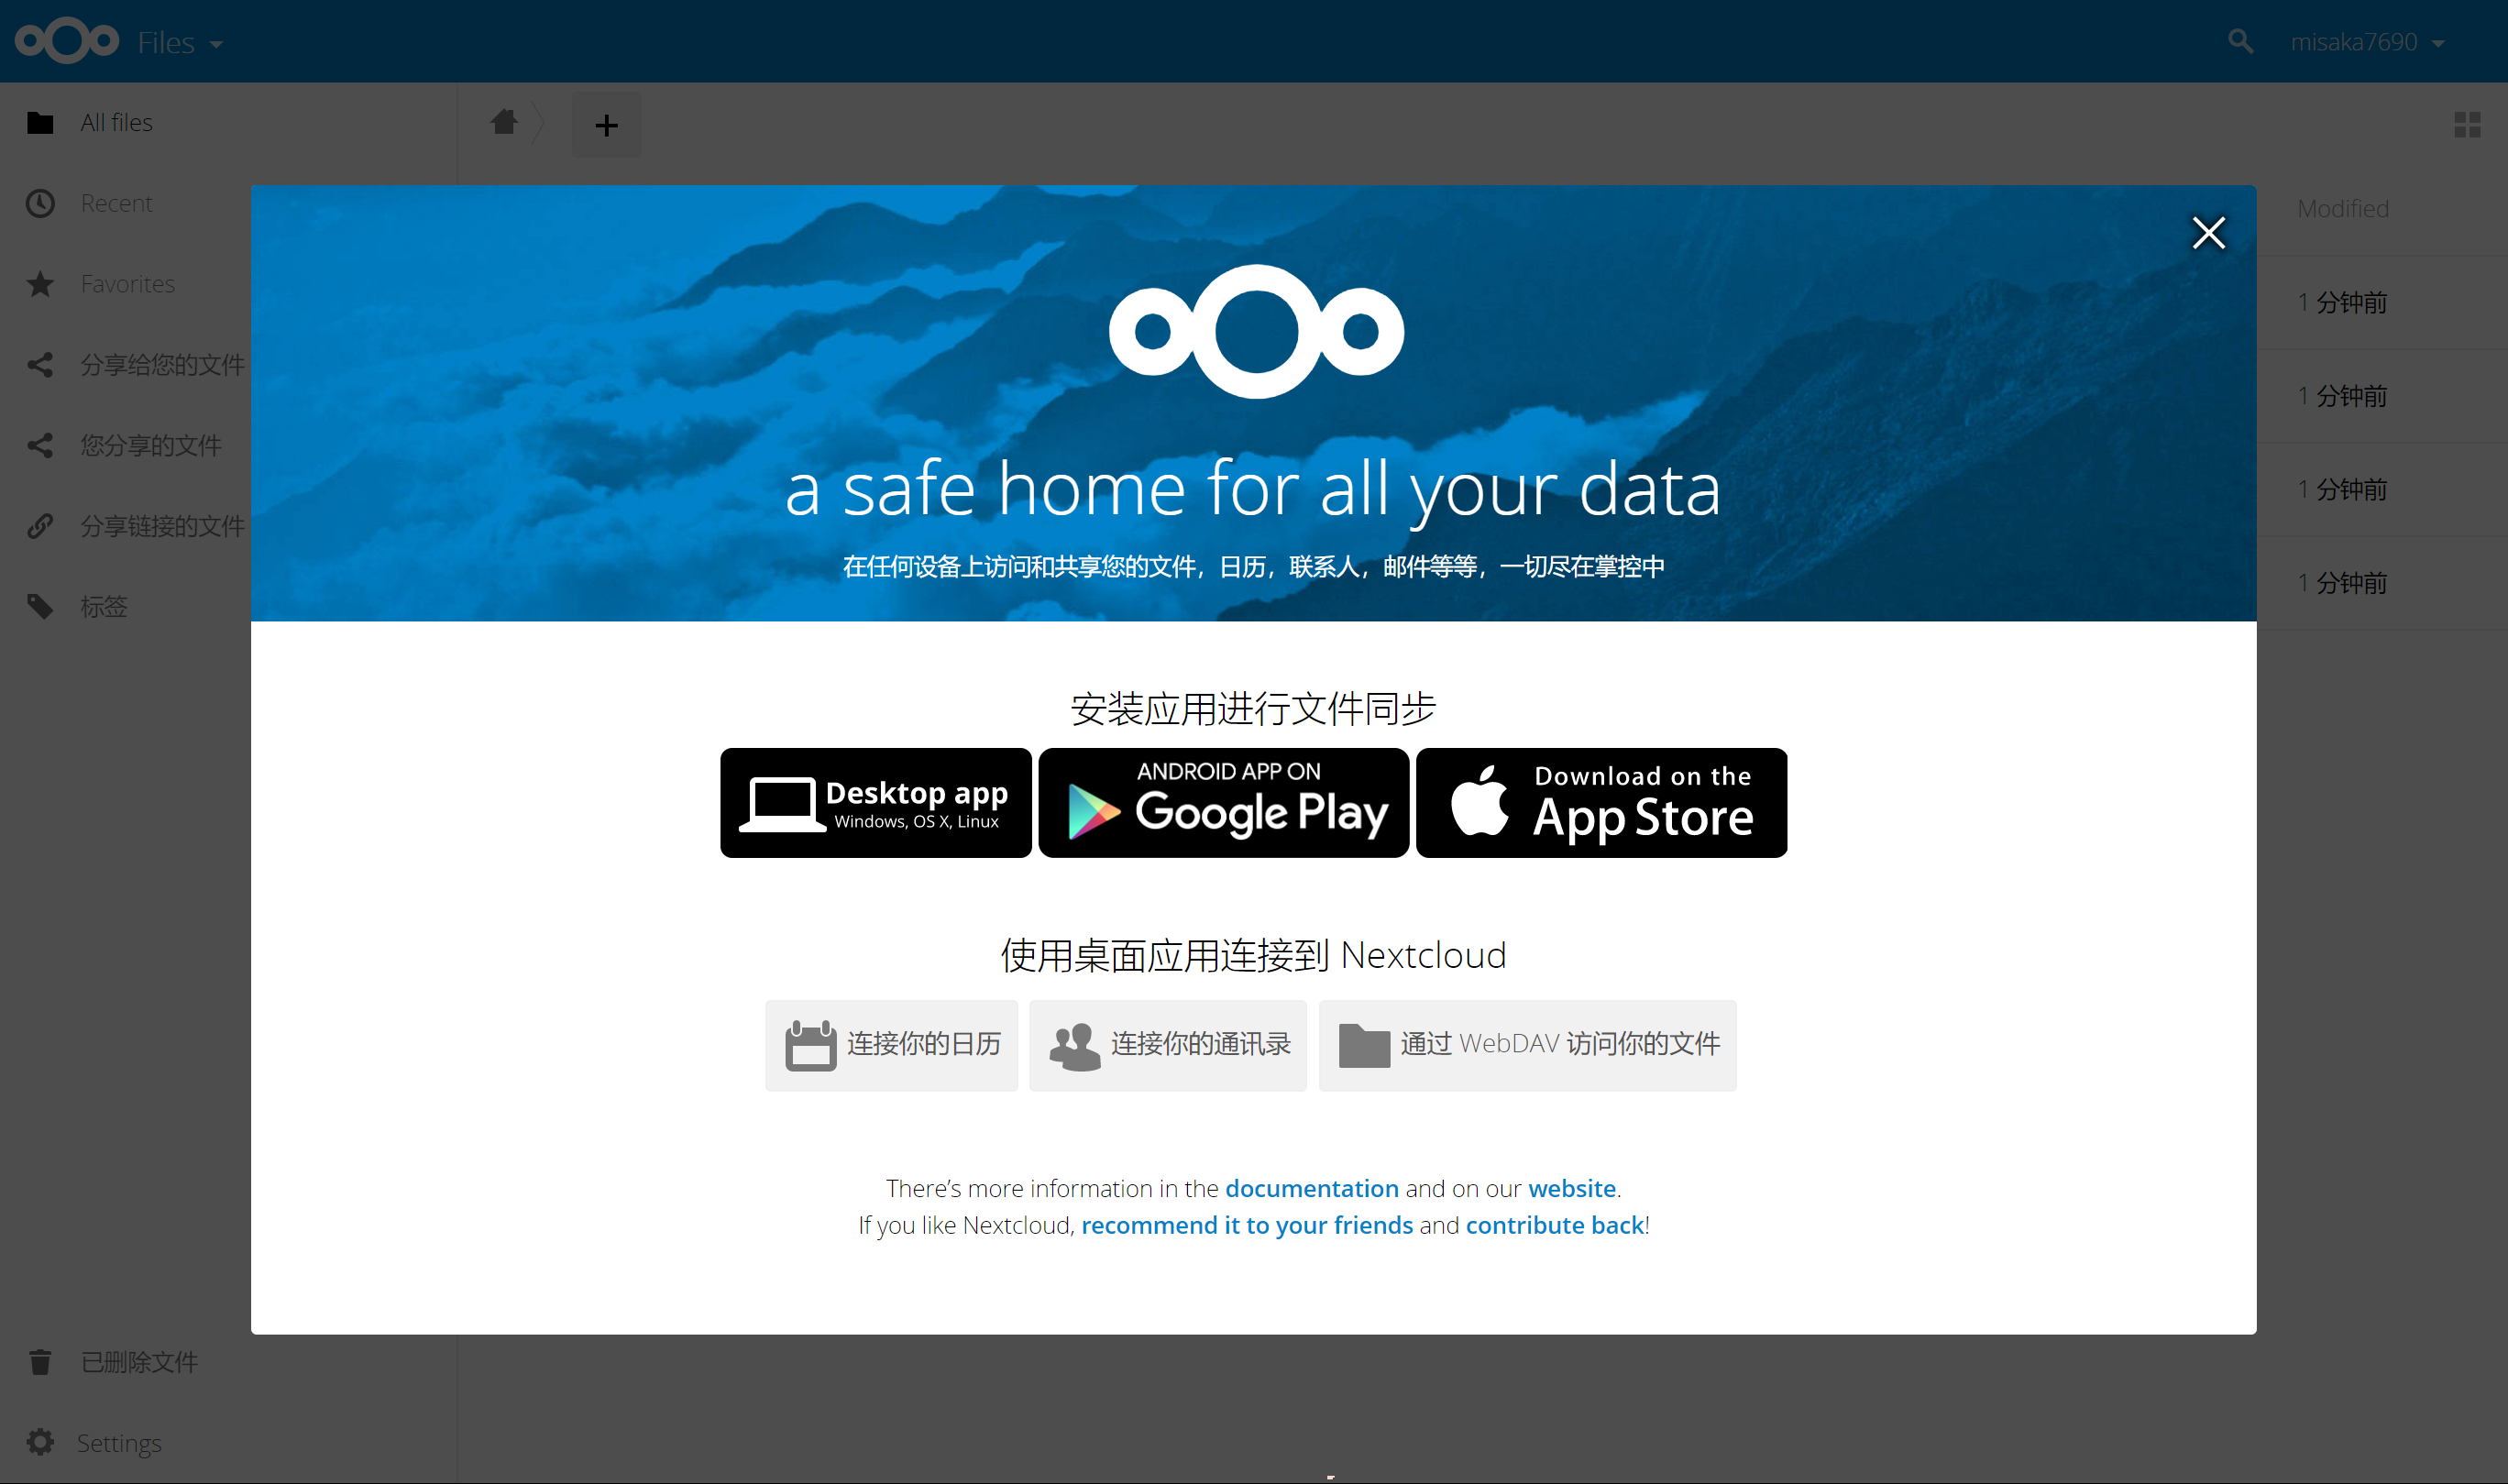 Files
misaka7690
All files
Recent
Favorites
分享给您的文件
您分享的文件
分享链接的文件
标签
已删除文件
Settings
+
Modified
1 分钟前
1 分钟前
1 分钟前
1 分钟前
a safe home for all your data
在任何设备上访问和共享您的文件，日历，联系人，邮件等等，一切尽在掌控中
安装应用进行文件同步
Desktop app
Windows, OS X, Linux
ANDROID APP ON
Google Play
Download on the
App Store
使用桌面应用连接到 Nextcloud
连接你的日历
连接你的通讯录
通过 WebDAV 访问你的文件
There’s more information in the documentation and on our website.
If you like Nextcloud, recommend it to your friends and contribute back!